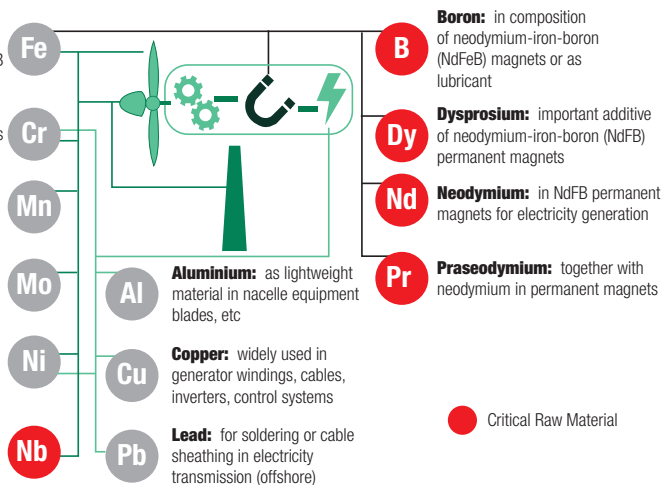 Fe
B
Cr
s
Mn
Mo
Ni
Nb
Al
Aluminium: as lightweight
material in nacelle equipment
blades, etc
Cu
Copper: widely used in
generator windings, cables,
inverters, control systems
Pb
Lead: for soldering or cable
sheathing in electricity
transmission (offshore)
B
Boron: in composition
of neodymium-iron-boron
(NdFeB) magnets or as
lubricant
Dy
Dysprosium: important additive
of neodymium-iron-boron (NdFB)
permanent magnets
Nd
Neodymium: in NdFB permanent
magnets for electricity generation
Pr
Praseodymium: together with
neodymium in permanent magnets
Critical Raw Material